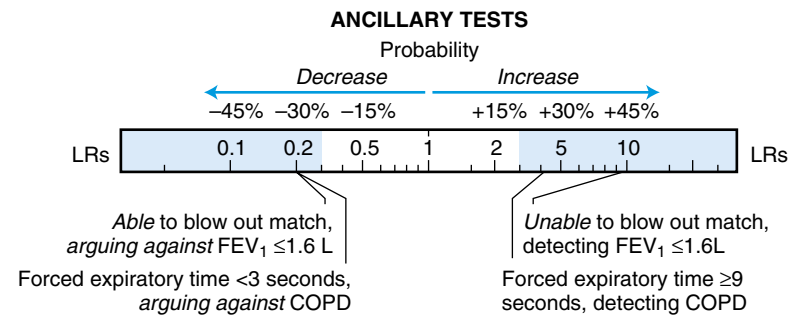 ANCILLARY TESTS
Probability
Decrease Increase
–45% –30% –15% +15% +30% +45%
LRs 0.1 0.2 0.5 1 2 5 10 LRs
Able to blow out match,
arguing against FEV₁ ≤1.6 L
Forced expiratory time <3 seconds,
arguing against COPD
Unable to blow out match,
detecting FEV₁ ≤1.6L
Forced expiratory time ≥9
seconds, detecting COPD